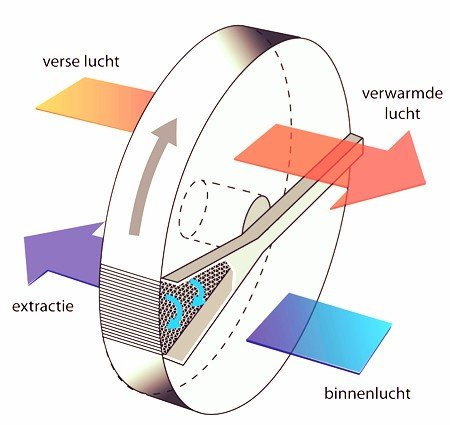 verse lucht
verwarmde
lucht
extractie
binnenlucht